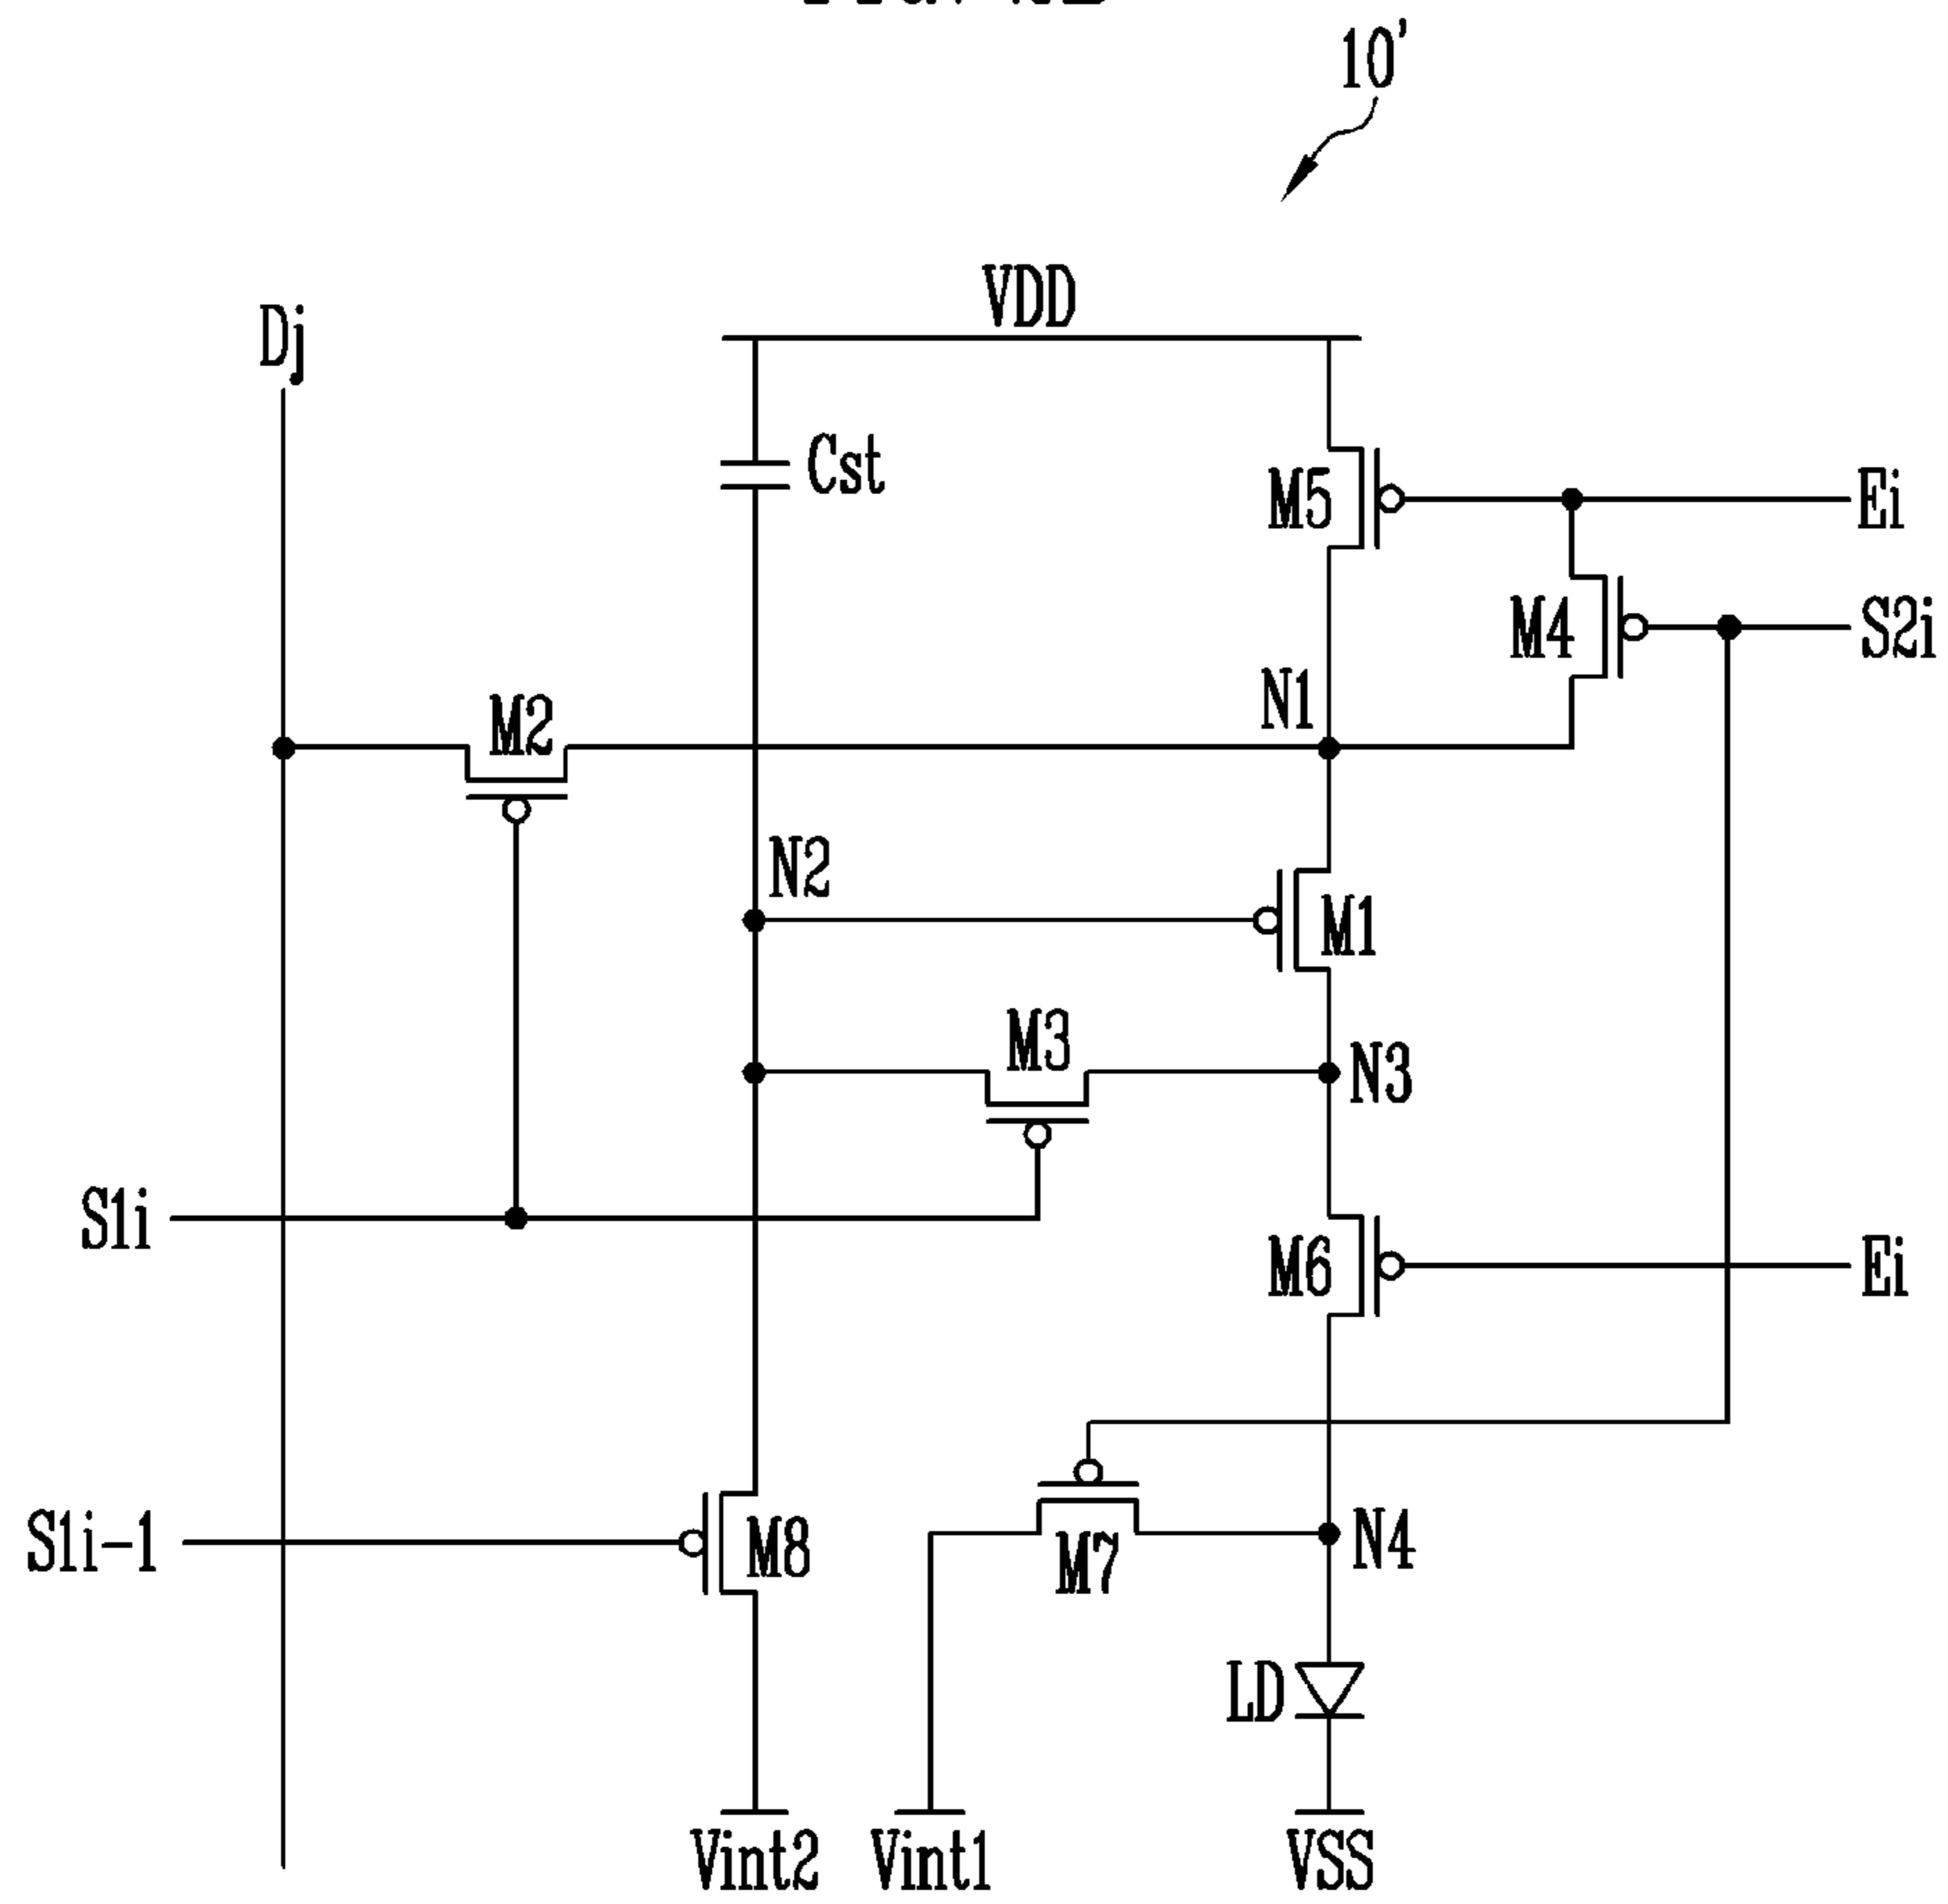 10'
VDD
Dj
Cst
M5
Ei
M4
S2i
N1
M2
N2
M1
M3
N3
S1i
M6
Ei
S1i-1
M8
M7
N4
LD
Vint2
Vint1
VSS